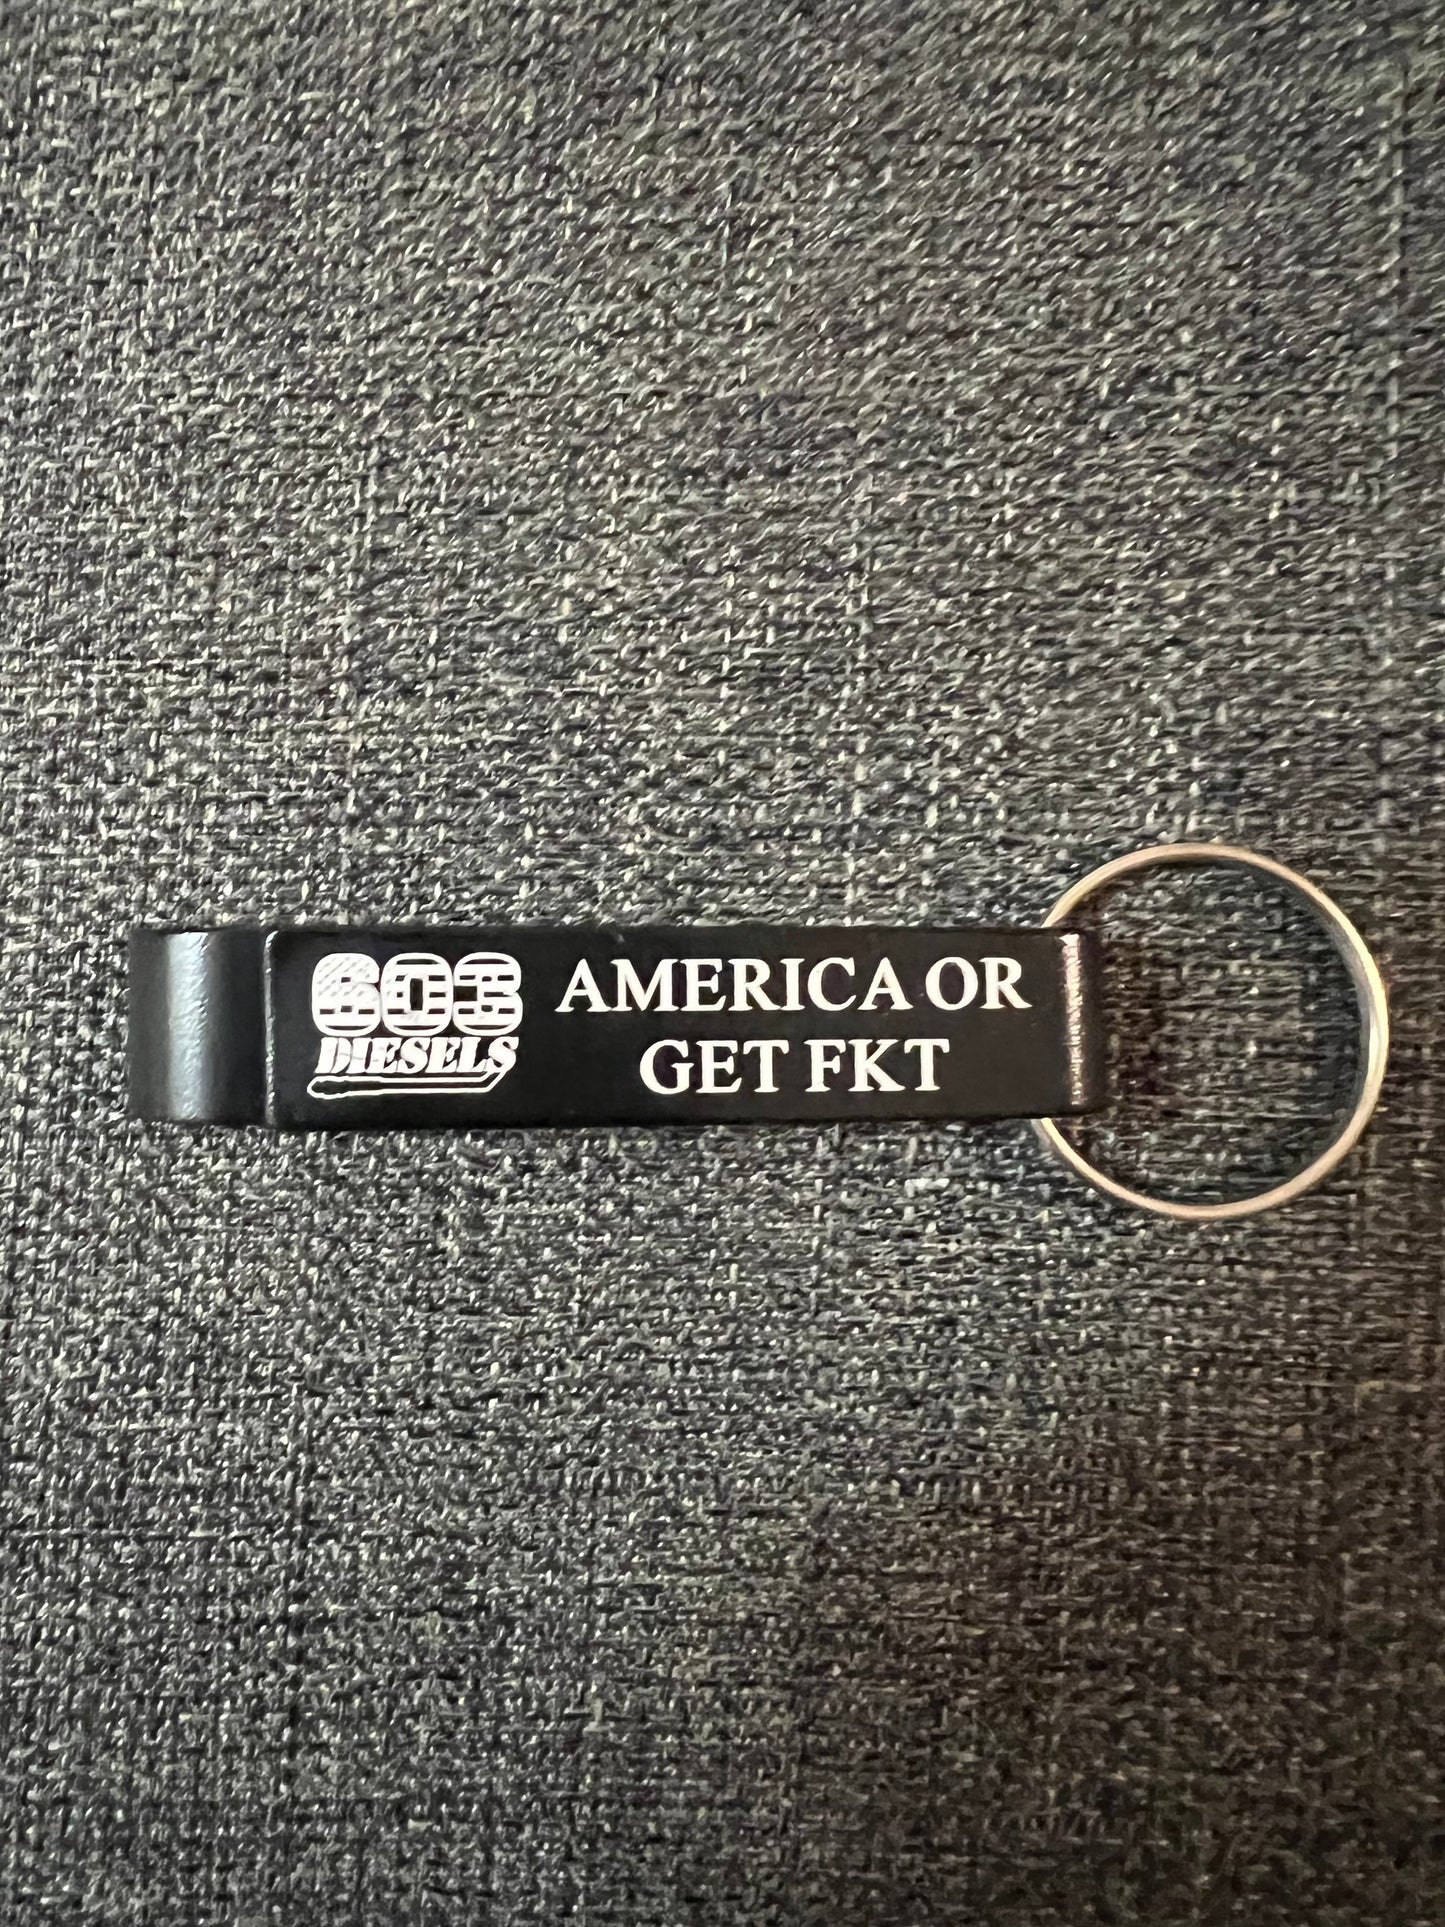 603
DIESELS
AMERICA OR
GET FKT